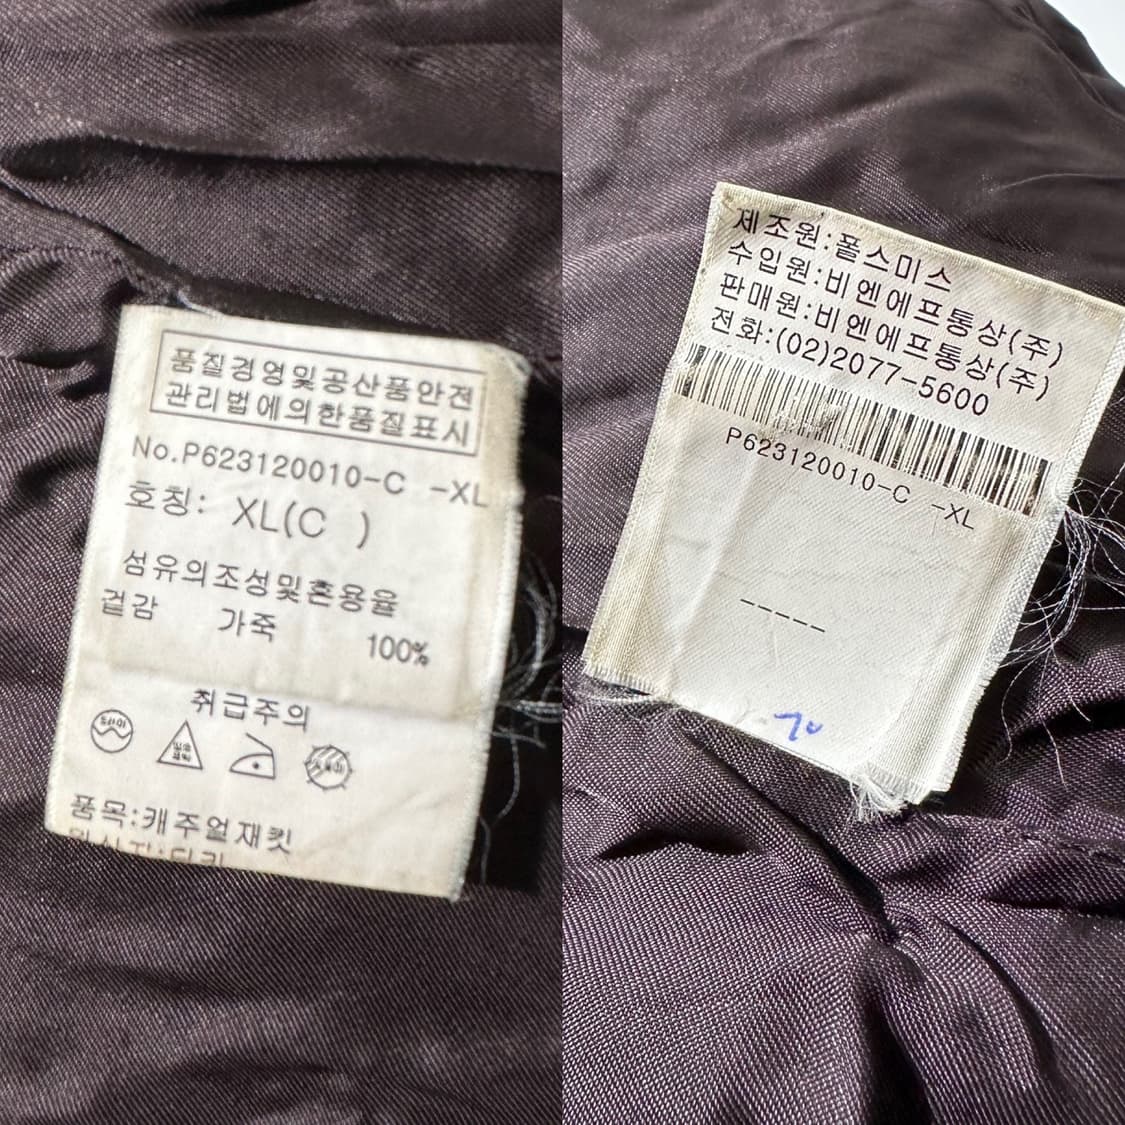 품질경영및공산품안전
관리법에의한품질표시
No.P623120010-C -XL
호칭: XL(C )
섬유의조성및혼용율
겉감 가죽 100%
취급주의
드라이
품목:캐주얼재킷
제조원:폴스미스
수입원:비엔에프통상(주)
판매원:비엔에프통상(주)
전화:(02)2077-5600
P623120010-C -XL
-----